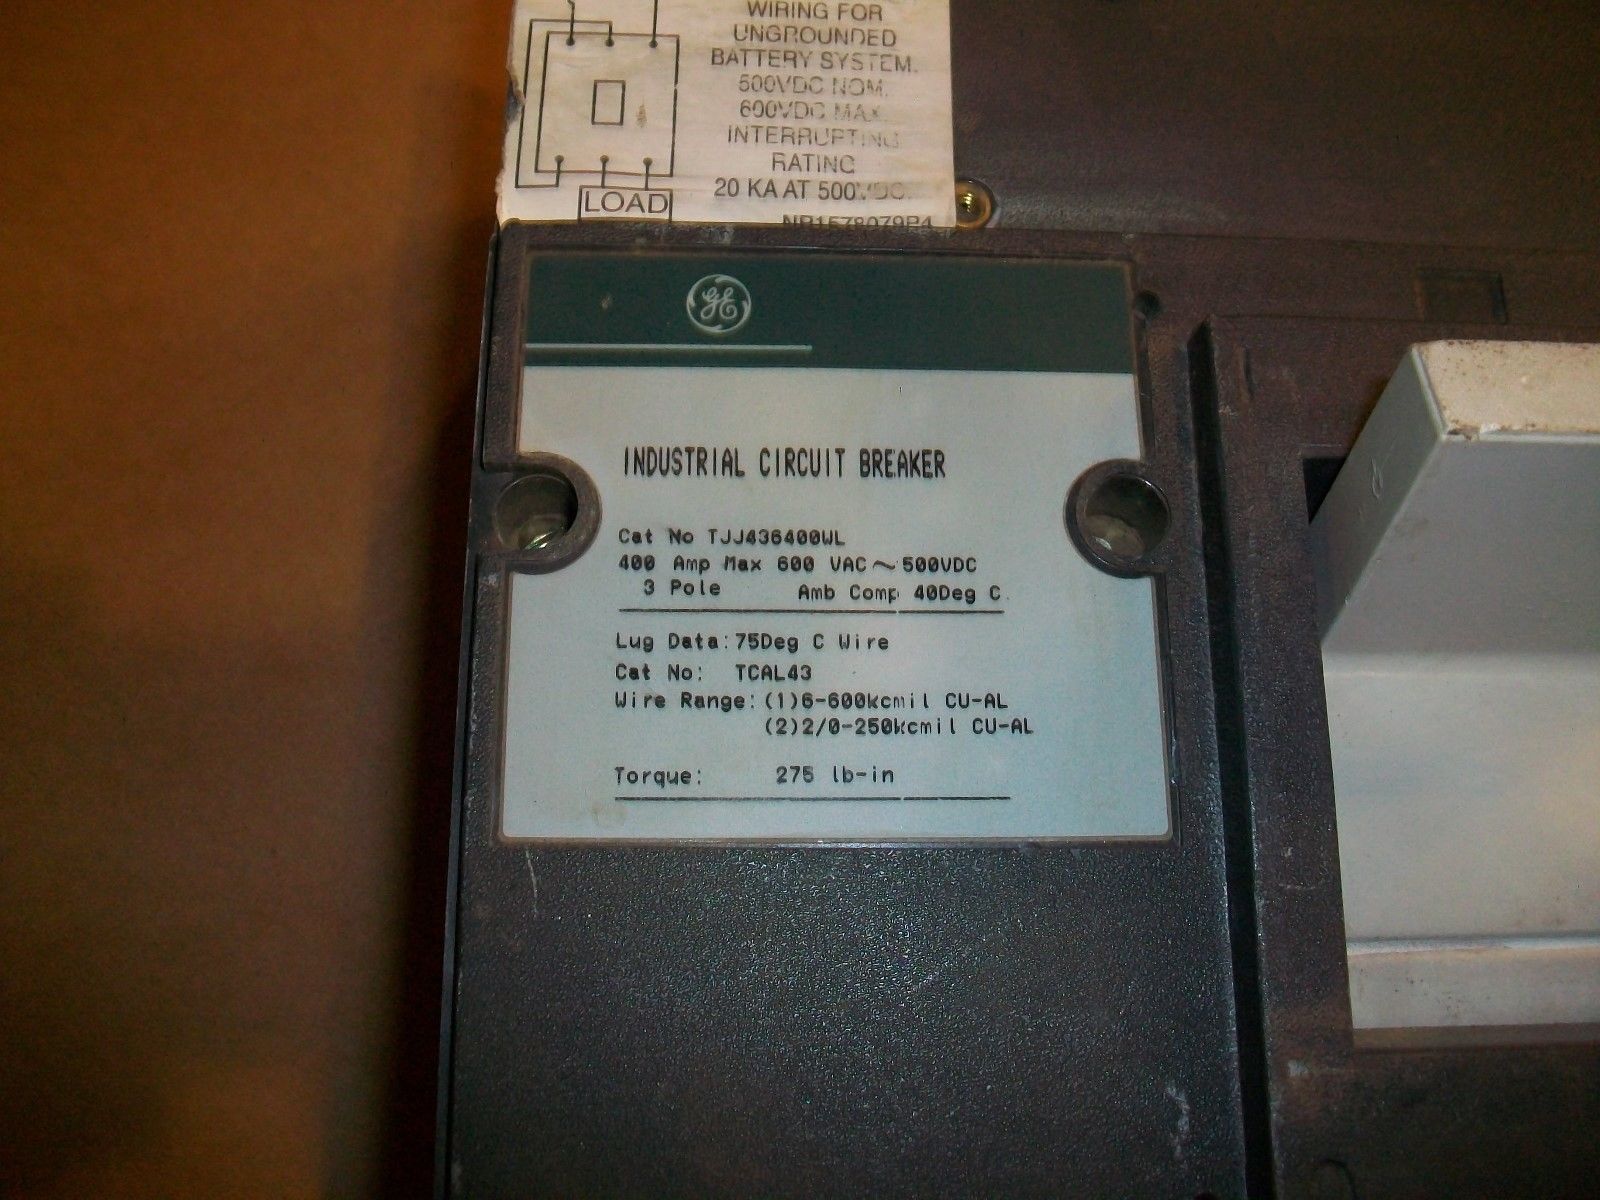 WIRING FOR
UNGROUNDED
BATTERY SYSTEM.
500VDC NOM.
600VDC MAX.
INTERRUPTING
RATING
20 KA AT 500VDC.
LOAD
NP1578079P4
GE
INDUSTRIAL CIRCUIT BREAKER
Cat No TJJ436400WL
400 Amp Max 600 VAC ~ 500VDC
3 Pole Amb Comp 40Deg C
Lug Data: 75Deg C Wire
Cat No: TCAL43
Wire Range: (1)6-600kcmil CU-AL
(2)2/0-250kcmil CU-AL
Torque: 275 lb-in